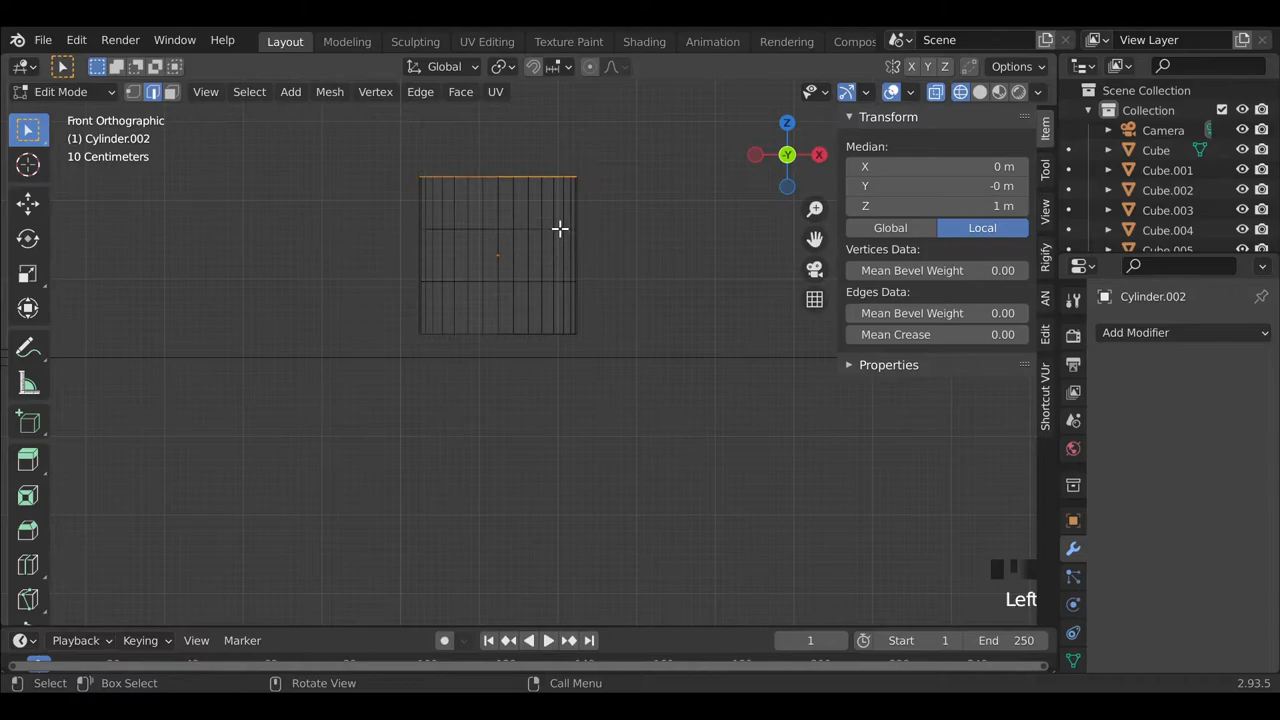 File Edit Render Window Help Layout Modeling Sculpting UV Editing Texture Paint Shading Animation Rendering Compos Scene View Layer
Global X Y Z Options
Edit Mode View Select Add Mesh Vertex Edge Face UV
Front Orthographic
(1) Cylinder.002
10 Centimeters
Z
-Y
X
Transform
Median:
X 0 m
Y -0 m
Z 1 m
Global Local
Vertices Data:
Mean Bevel Weight 0.00
Edges Data:
Mean Bevel Weight 0.00
Mean Crease 0.00
Properties
Item
Tool
View
Rigify
AN
Edit
Shortcut VUr
Scene Collection
Collection
Camera
Cube
Cube.001
Cube.002
Cube.003
Cube.004
Cube.005
Cylinder.002
Add Modifier
Left
Playback Keying View Marker 1 Start 1 End 250
Select Box Select Rotate View Call Menu 2.93.5